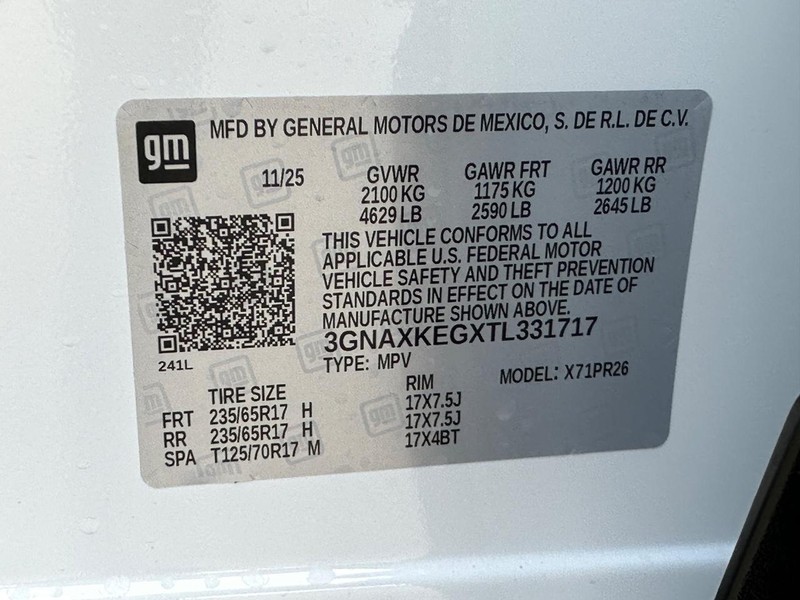 gm MFD BY GENERAL MOTORS DE MEXICO, S. DE R.L. DE C.V.
11/25 GVWR GAWR FRT GAWR RR
2100 KG 1175 KG 1200 KG
4629 LB 2590 LB 2645 LB
THIS VEHICLE CONFORMS TO ALL
APPLICABLE U.S. FEDERAL MOTOR
VEHICLE SAFETY AND THEFT PREVENTION
STANDARDS IN EFFECT ON THE DATE OF
MANUFACTURE SHOWN ABOVE.
3GNAXKEGXTL331717
241L TYPE: MPV MODEL: X71PR26
TIRE SIZE RIM
FRT 235/65R17 H 17X7.5J
RR 235/65R17 H 17X7.5J
SPA T125/70R17 M 17X4BT